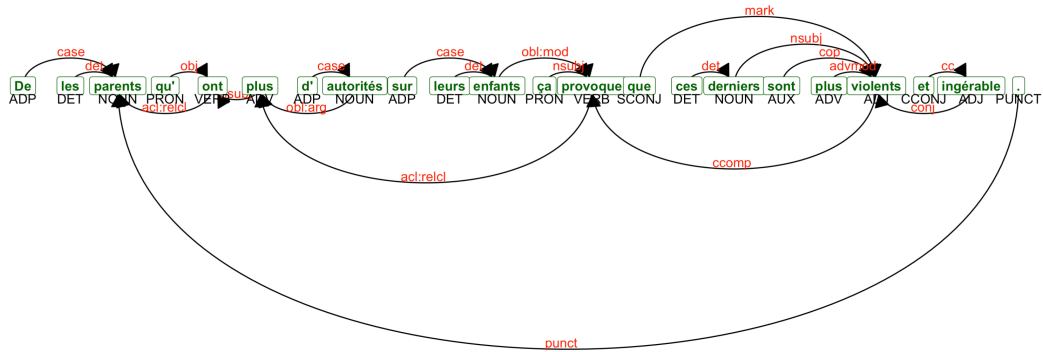 mark
nsubj
case case obl:mod cop
det obj case det nsubj det advmod cc
De les parents qu' ont plus d' autorités sur leurs enfants ça provoque que ces derniers sont plus violents et ingérable .
ADP DET NOUN PRON VERB ADP NOUN ADP DET NOUN PRON VERB SCONJ DET NOUN AUX ADV CCONJ ADJ PUNCT
acl:relcl obl:arg conj
acl:relcl ccomp
punct